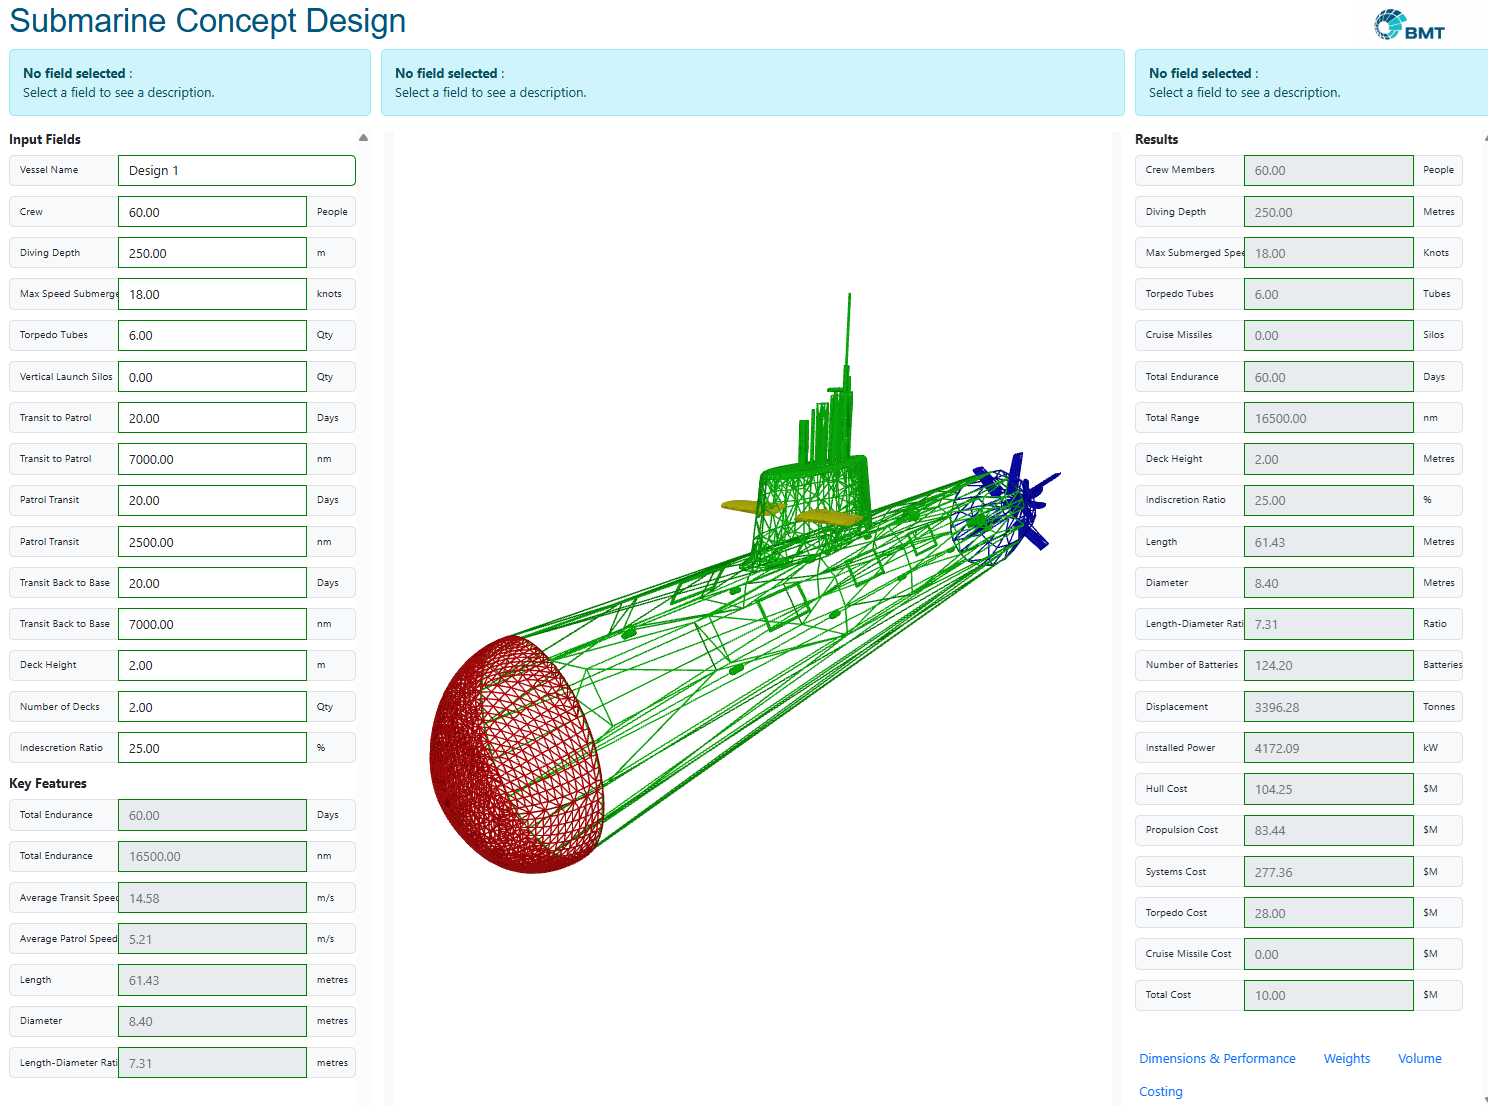 Submarine Concept Design
BMT
No field selected :
Select a field to see a description.
No field selected :
Select a field to see a description.
No field selected :
Select a field to see a description.
Input Fields
Vessel Name Design 1
Crew 60.00 People
Diving Depth 250.00 m
Max Speed Submerge 18.00 knots
Torpedo Tubes 6.00 Qty
Vertical Launch Silos 0.00 Qty
Transit to Patrol 20.00 Days
Transit to Patrol 7000.00 nm
Patrol Transit 20.00 Days
Patrol Transit 2500.00 nm
Transit Back to Base 20.00 Days
Transit Back to Base 7000.00 nm
Deck Height 2.00 m
Number of Decks 2.00 Qty
Indescretion Ratio 25.00 %
Key Features
Total Endurance 60.00 Days
Total Endurance 16500.00 nm
Average Transit Speed 14.58 m/s
Average Patrol Speed 5.21 m/s
Length 61.43 metres
Diameter 8.40 metres
Length-Diameter Rati 7.31 metres
Results
Crew Members 60.00 People
Diving Depth 250.00 Metres
Max Submerged Spee 18.00 Knots
Torpedo Tubes 6.00 Tubes
Cruise Missiles 0.00 Silos
Total Endurance 60.00 Days
Total Range 16500.00 nm
Deck Height 2.00 Metres
Indiscretion Ratio 25.00 %
Length 61.43 Metres
Diameter 8.40 Metres
Length-Diameter Rati 7.31 Ratio
Number of Batteries 124.20 Batteries
Displacement 3396.28 Tonnes
Installed Power 4172.09 kW
Hull Cost 104.25 $M
Propulsion Cost 83.44 $M
Systems Cost 277.36 $M
Torpedo Cost 28.00 $M
Cruise Missile Cost 0.00 $M
Total Cost 10.00 $M
Dimensions & Performance Weights Volume
Costing